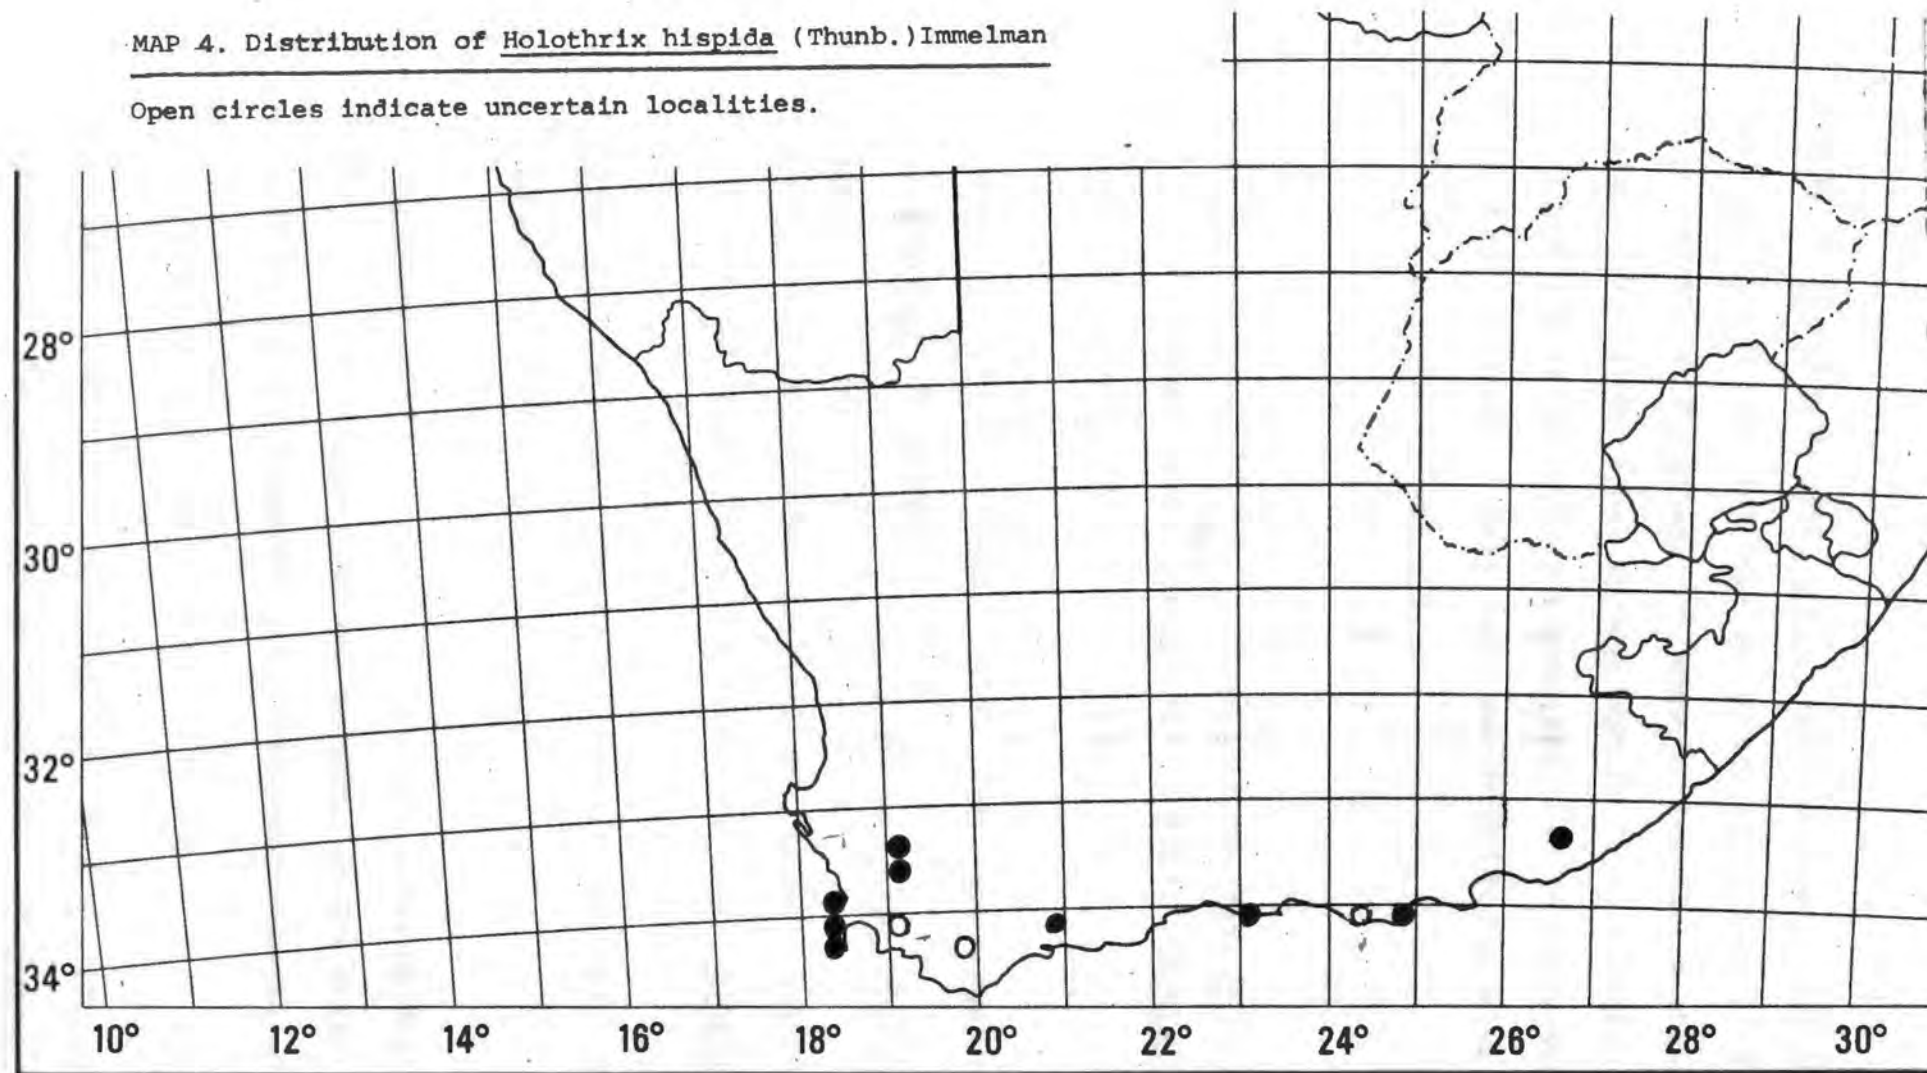 MAP 4. Distribution of Holothrix hispida (Thunb.)Immelman
Open circles indicate uncertain localities.
28°
30°
32°
34°
10° 12° 14° 16° 18° 20° 22° 24° 26° 28° 30°